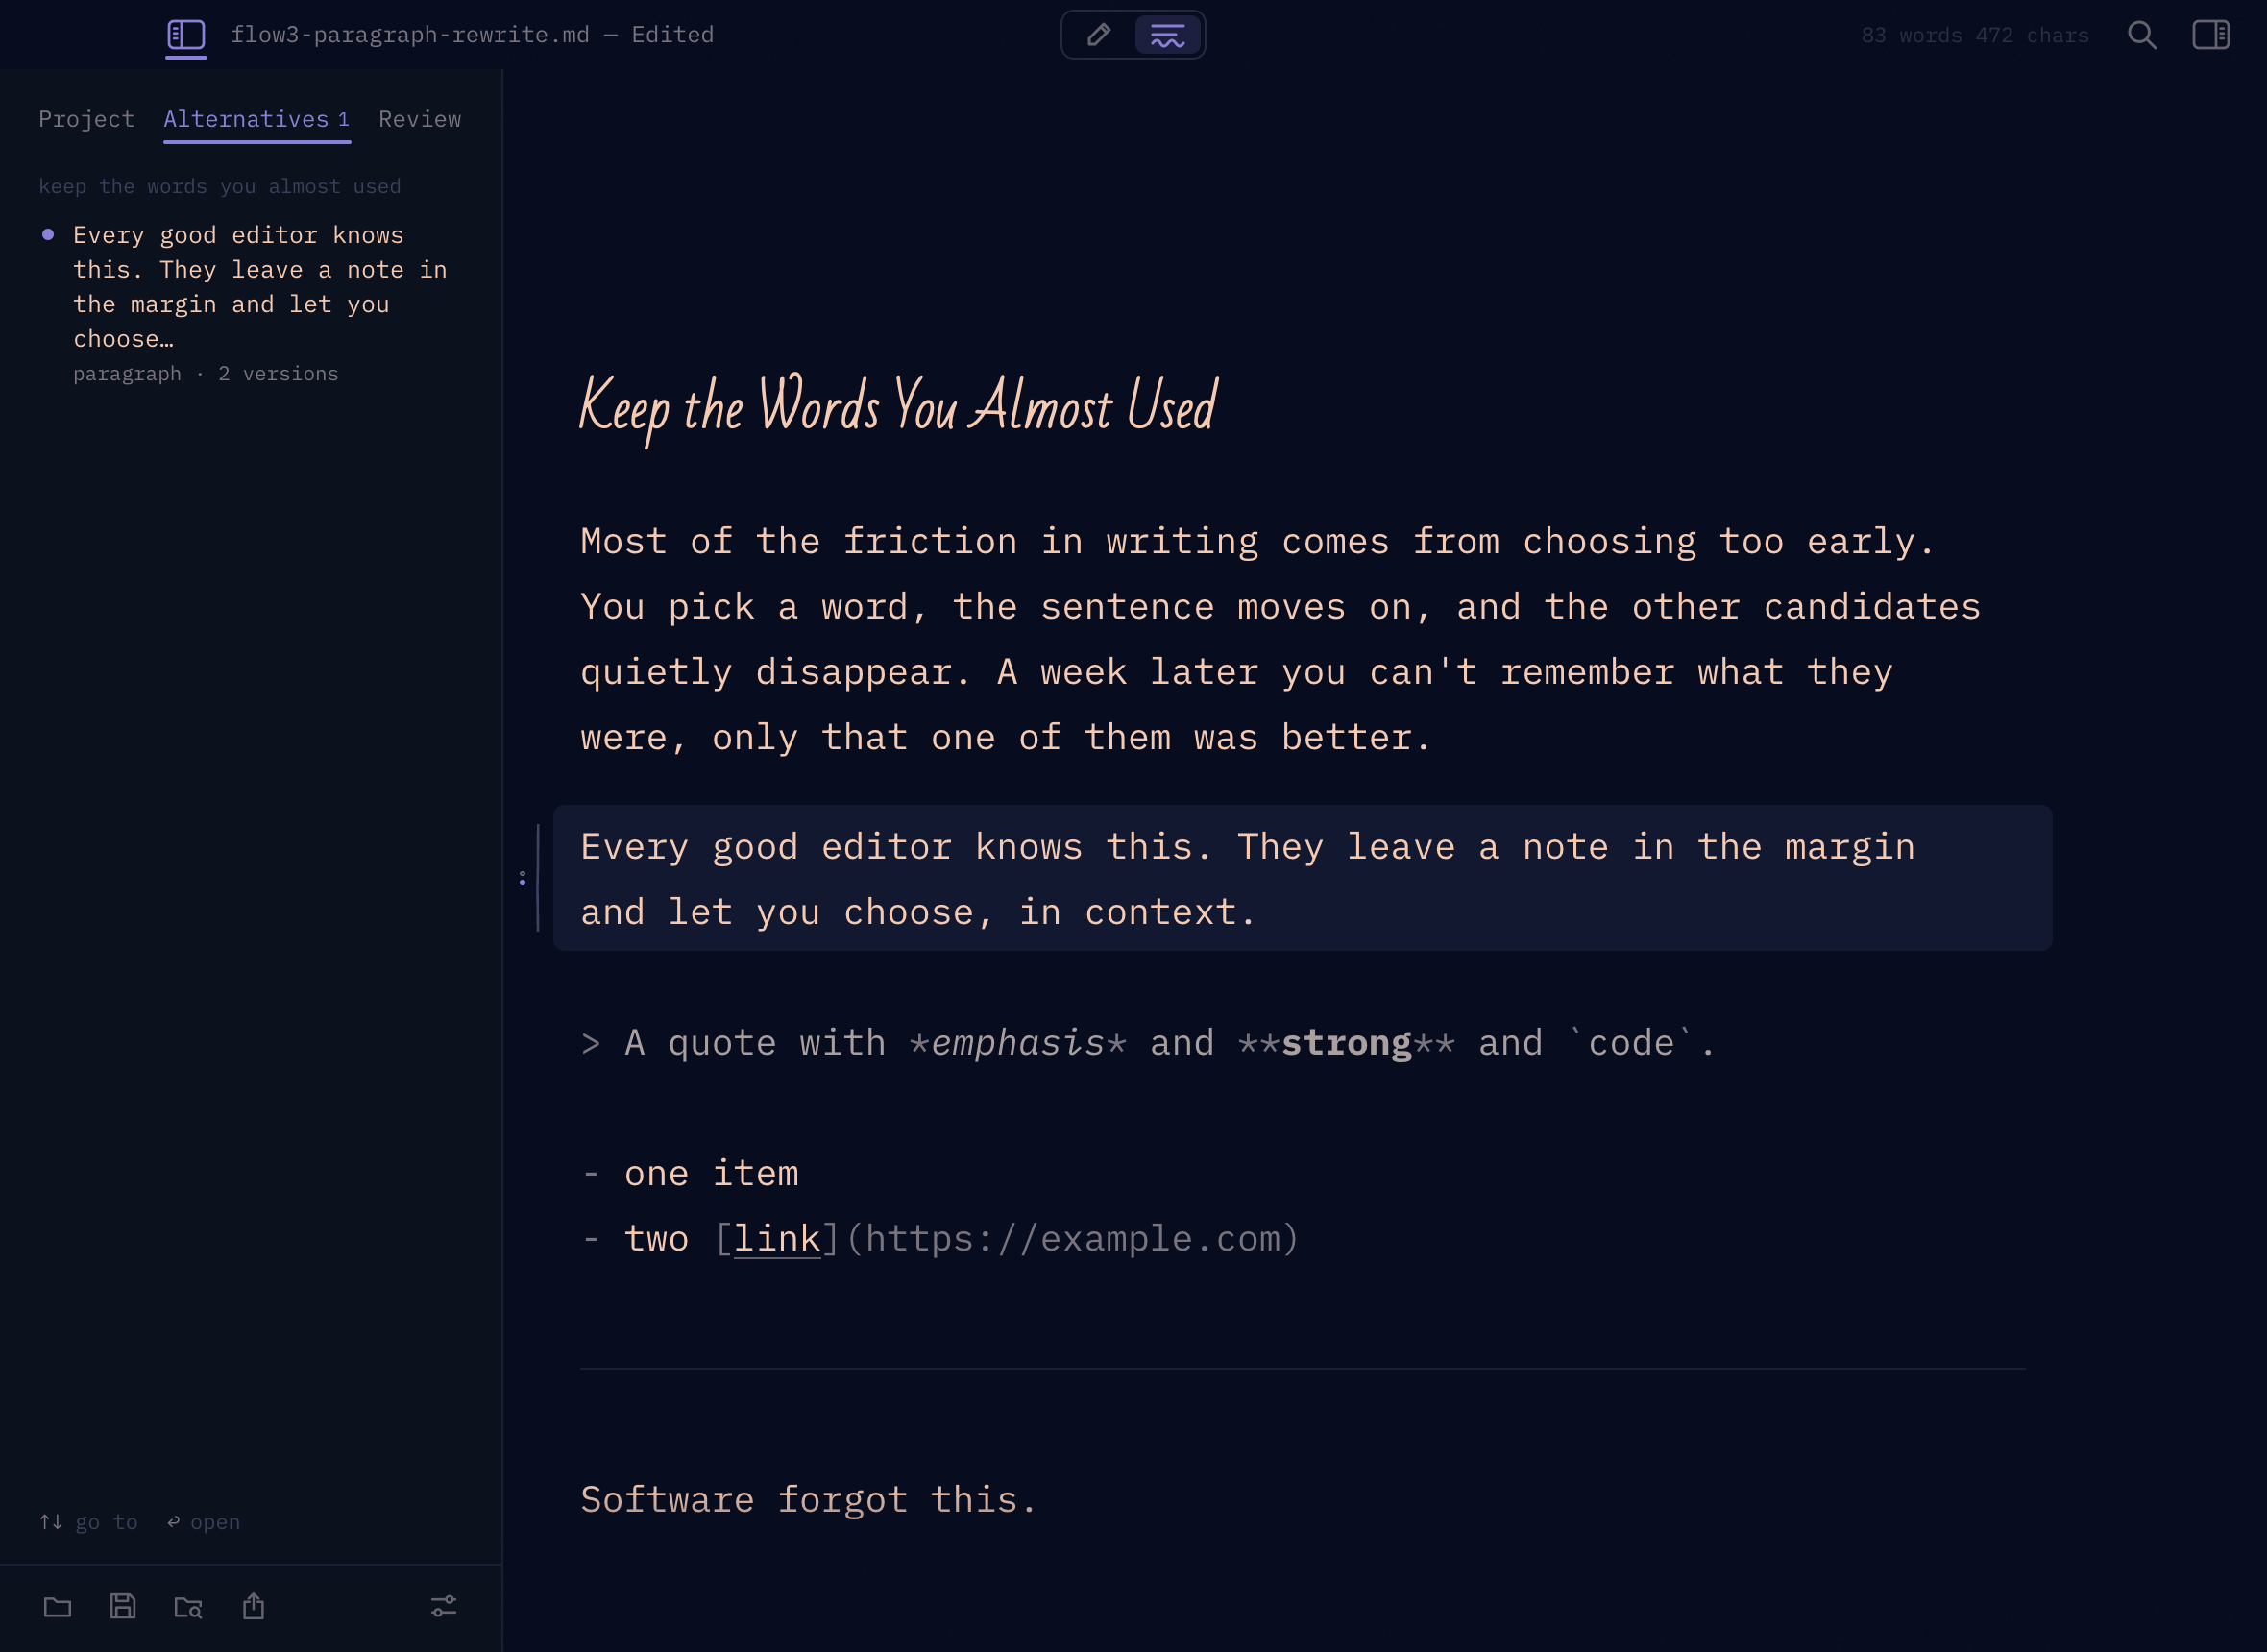 flow3-paragraph-rewrite.md — Edited
83 words 472 chars
Project Alternatives 1 Review
keep the words you almost used
Every good editor knows
this. They leave a note in
the margin and let you
choose…
paragraph · 2 versions
↑↓ go to ↩ open
Keep the Words You Almost Used
Most of the friction in writing comes from choosing too early.
You pick a word, the sentence moves on, and the other candidates
quietly disappear. A week later you can't remember what they
were, only that one of them was better.
Every good editor knows this. They leave a note in the margin
and let you choose, in context.
> A quote with *emphasis* and **strong** and `code`.
- one item
- two [link](https://example.com)
Software forgot this.